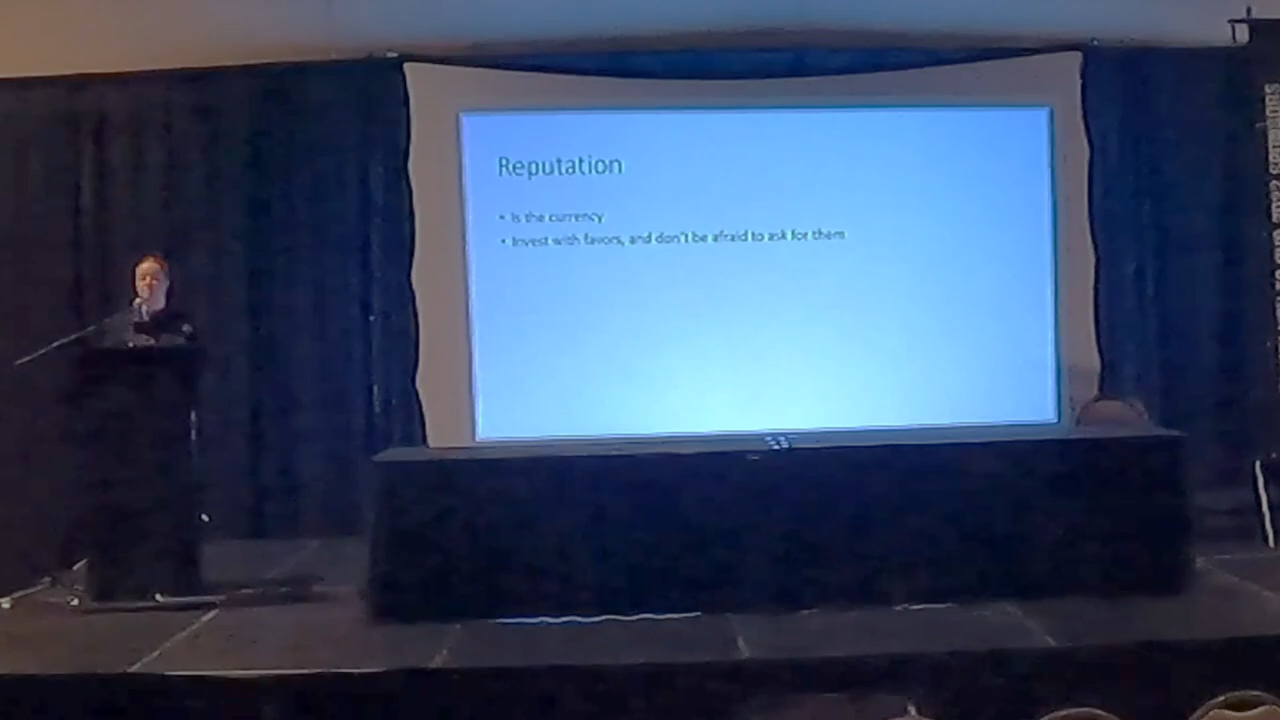 Reputation
• Is the currency
• Invest with favors, and don't be afraid to ask for them